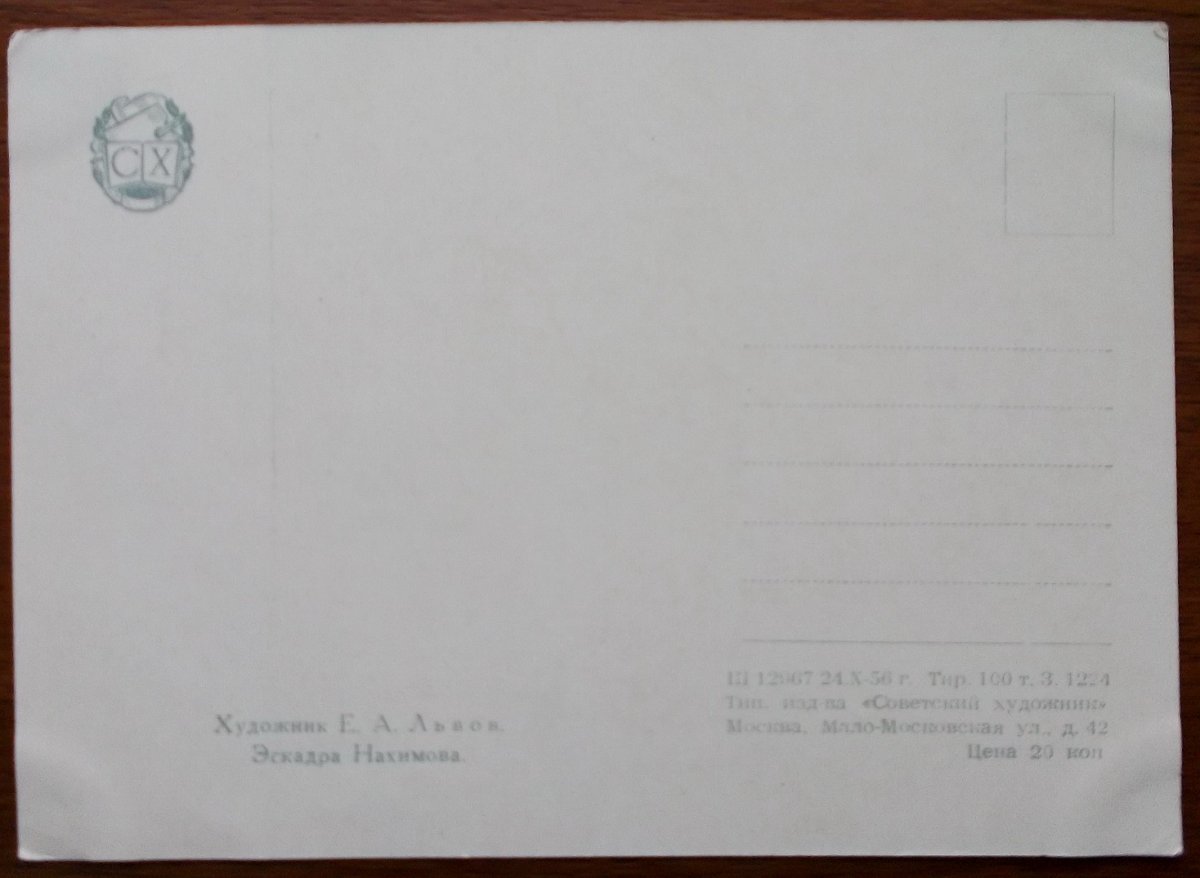 СХ
Художник Е. А. Львов.
Эскадра Нахимова.
Ш 12967 24.X-56 г. Тир. 100 т. З. 1224
Тип. изд-ва «Советский художник»
Москва, Мало-Московская ул., д. 42
Цена 20 коп